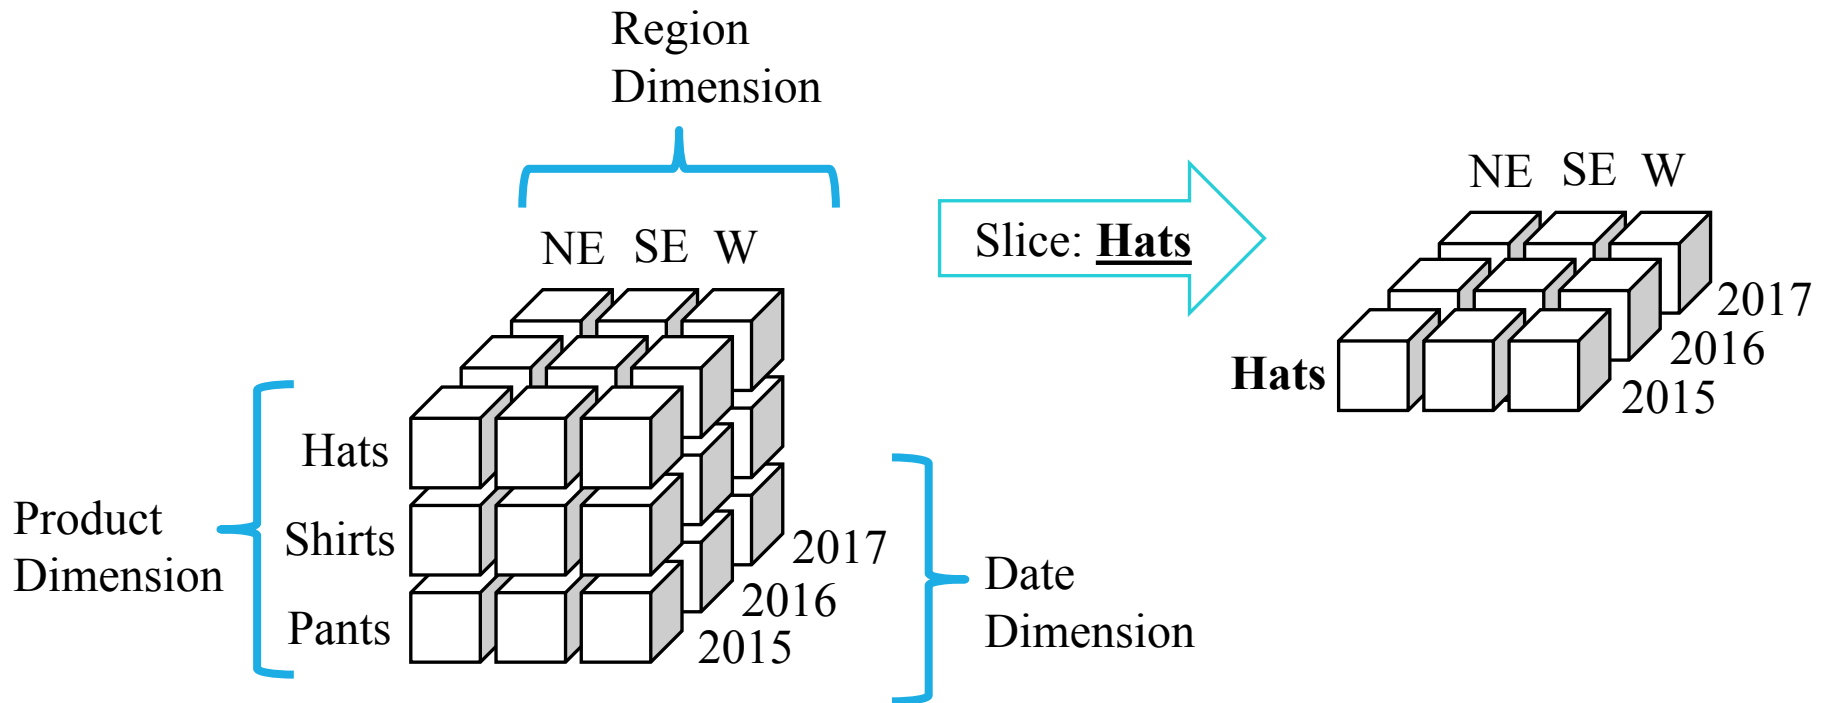 Region
Dimension
NE SE W
Hats
Shirts
Pants
Product
Dimension
2017
2016
2015
Date
Dimension
Slice: Hats
NE SE W
Hats
2017
2016
2015